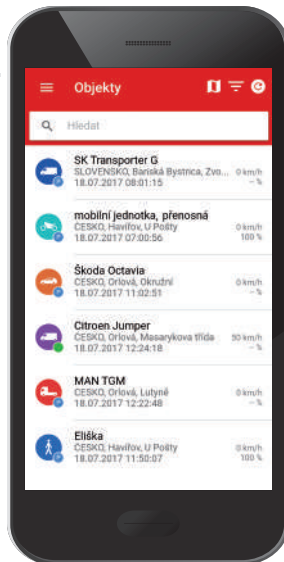 Objekty
Hledat
SK Transporter G
SLOVENSKO, Banská Bystrica, Zvo... 0 km/h
18.07.2017 08:01:15 - %
mobilní jednotka, přenosná
ČESKO, Havířov, U Pošty 0 km/h
18.07.2017 07:00:56 100 %
Škoda Octavia
ČESKO, Orlová, Okružní 0 km/h
18.07.2017 11:02:51 - %
Citroen Jumper
ČESKO, Orlová, Masarykova třída 50 km/h
18.07.2017 12:24:18 - %
MAN TGM
ČESKO, Orlová, Lutyně 0 km/h
18.07.2017 12:22:48 - %
Eliška
ČESKO, Havířov, U Pošty 0 km/h
18.07.2017 11:50:07 100 %